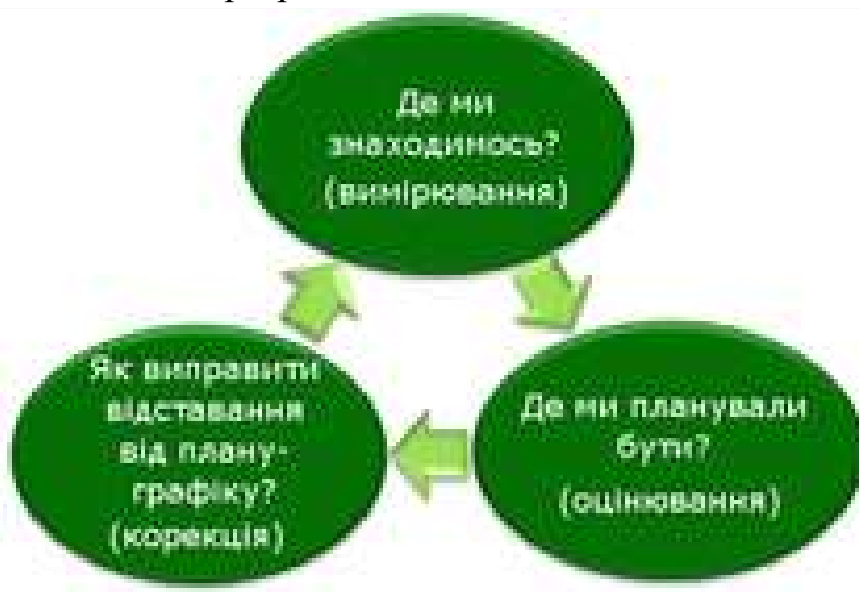 Де ми
знаходимось?
(вимірювання)
Як виправити
відставання
від плану-
графіку?
(корекція)
Де ми планували
бути?
(оцінювання)